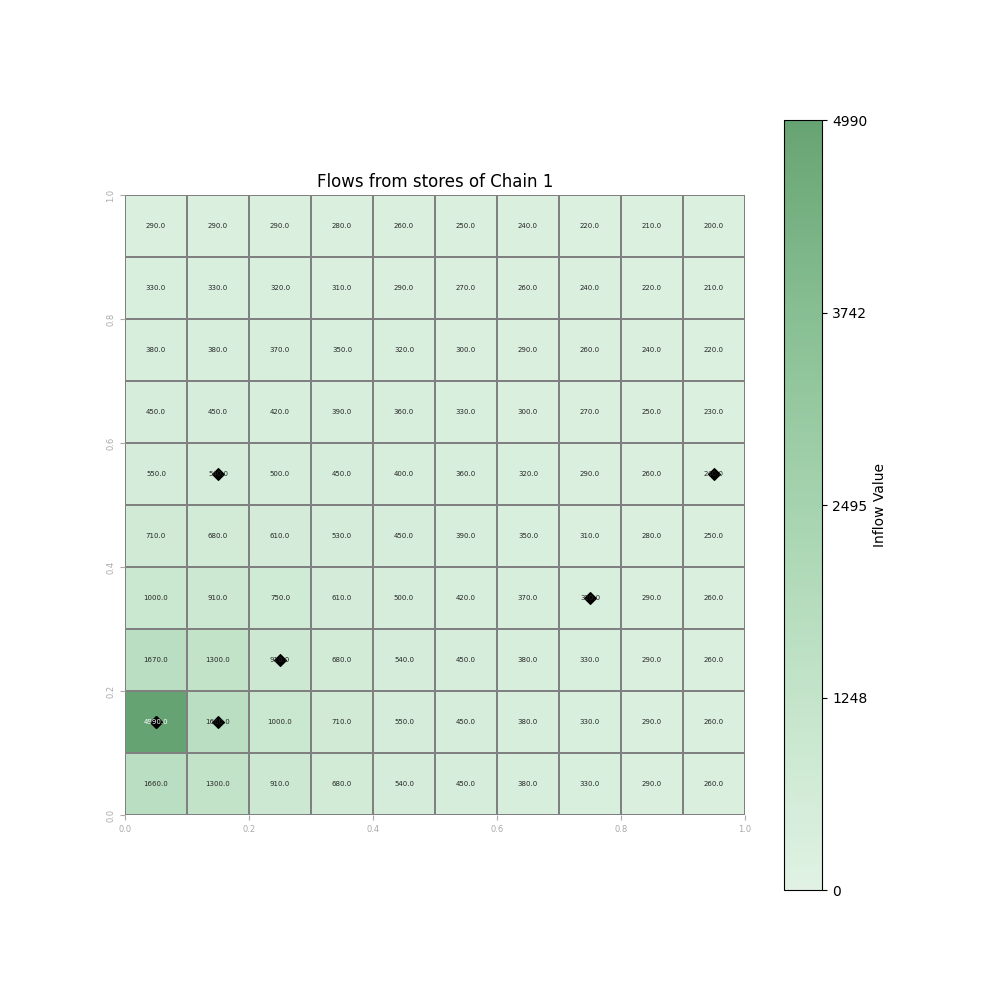 Flows from stores of Chain 1
1.0
290.0 290.0 290.0 280.0 260.0 250.0 240.0 220.0 210.0 200.0
330.0 330.0 320.0 310.0 290.0 270.0 260.0 240.0 220.0 210.0
0.8
380.0 380.0 370.0 350.0 320.0 300.0 290.0 260.0 240.0 220.0
450.0 450.0 420.0 390.0 360.0 330.0 300.0 270.0 250.0 230.0
0.6
550.0 500.0 450.0 400.0 360.0 320.0 290.0 260.0
710.0 680.0 610.0 530.0 450.0 390.0 350.0 310.0 280.0 250.0
0.4
1000.0 910.0 750.0 610.0 500.0 420.0 370.0 290.0 260.0
1670.0 1300.0 680.0 540.0 450.0 380.0 330.0 290.0 260.0
0.2
4990.0 1000.0 710.0 550.0 450.0 380.0 330.0 290.0 260.0
1660.0 1300.0 910.0 680.0 540.0 450.0 380.0 330.0 290.0 260.0
0.0
0.0 0.2 0.4 0.6 0.8 1.0
4990
3742
2495
1248
0
Inflow Value